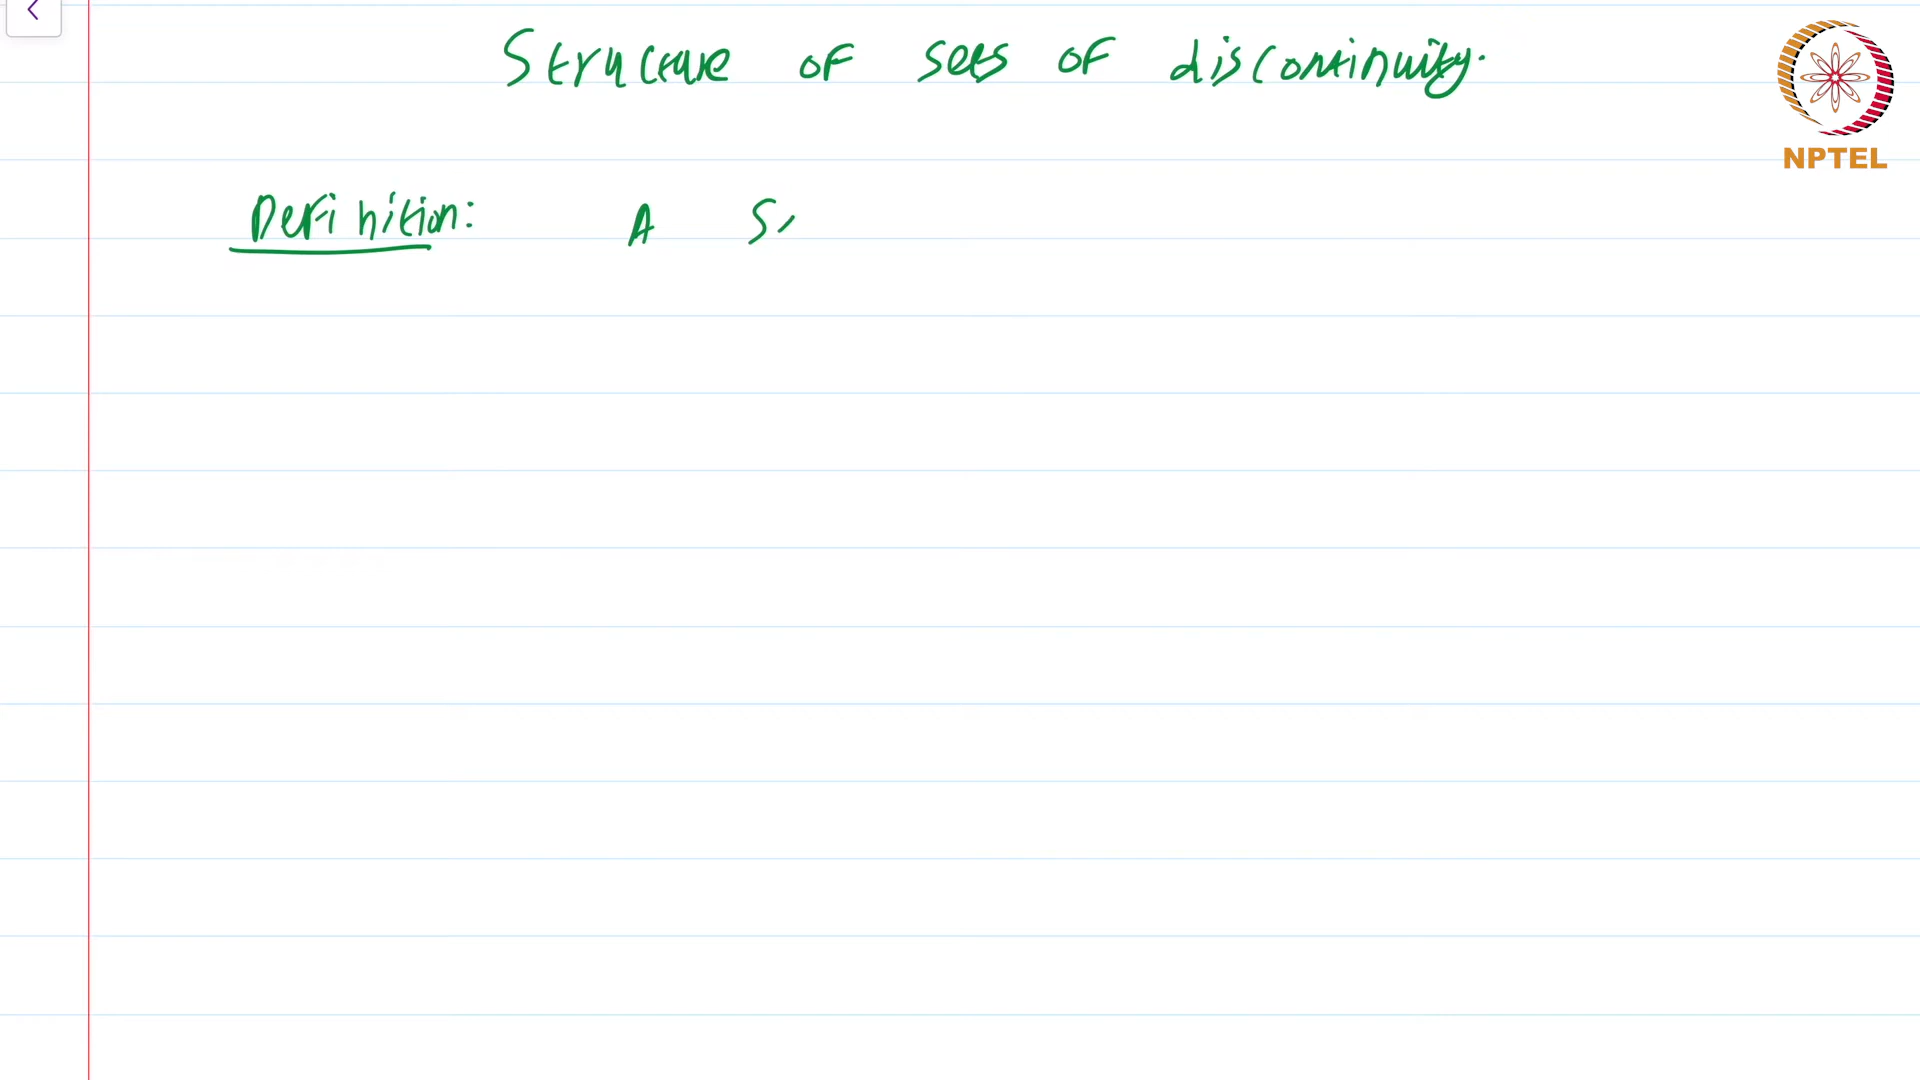 Structure of sets of discontinuity.
NPTEL
Definition: A